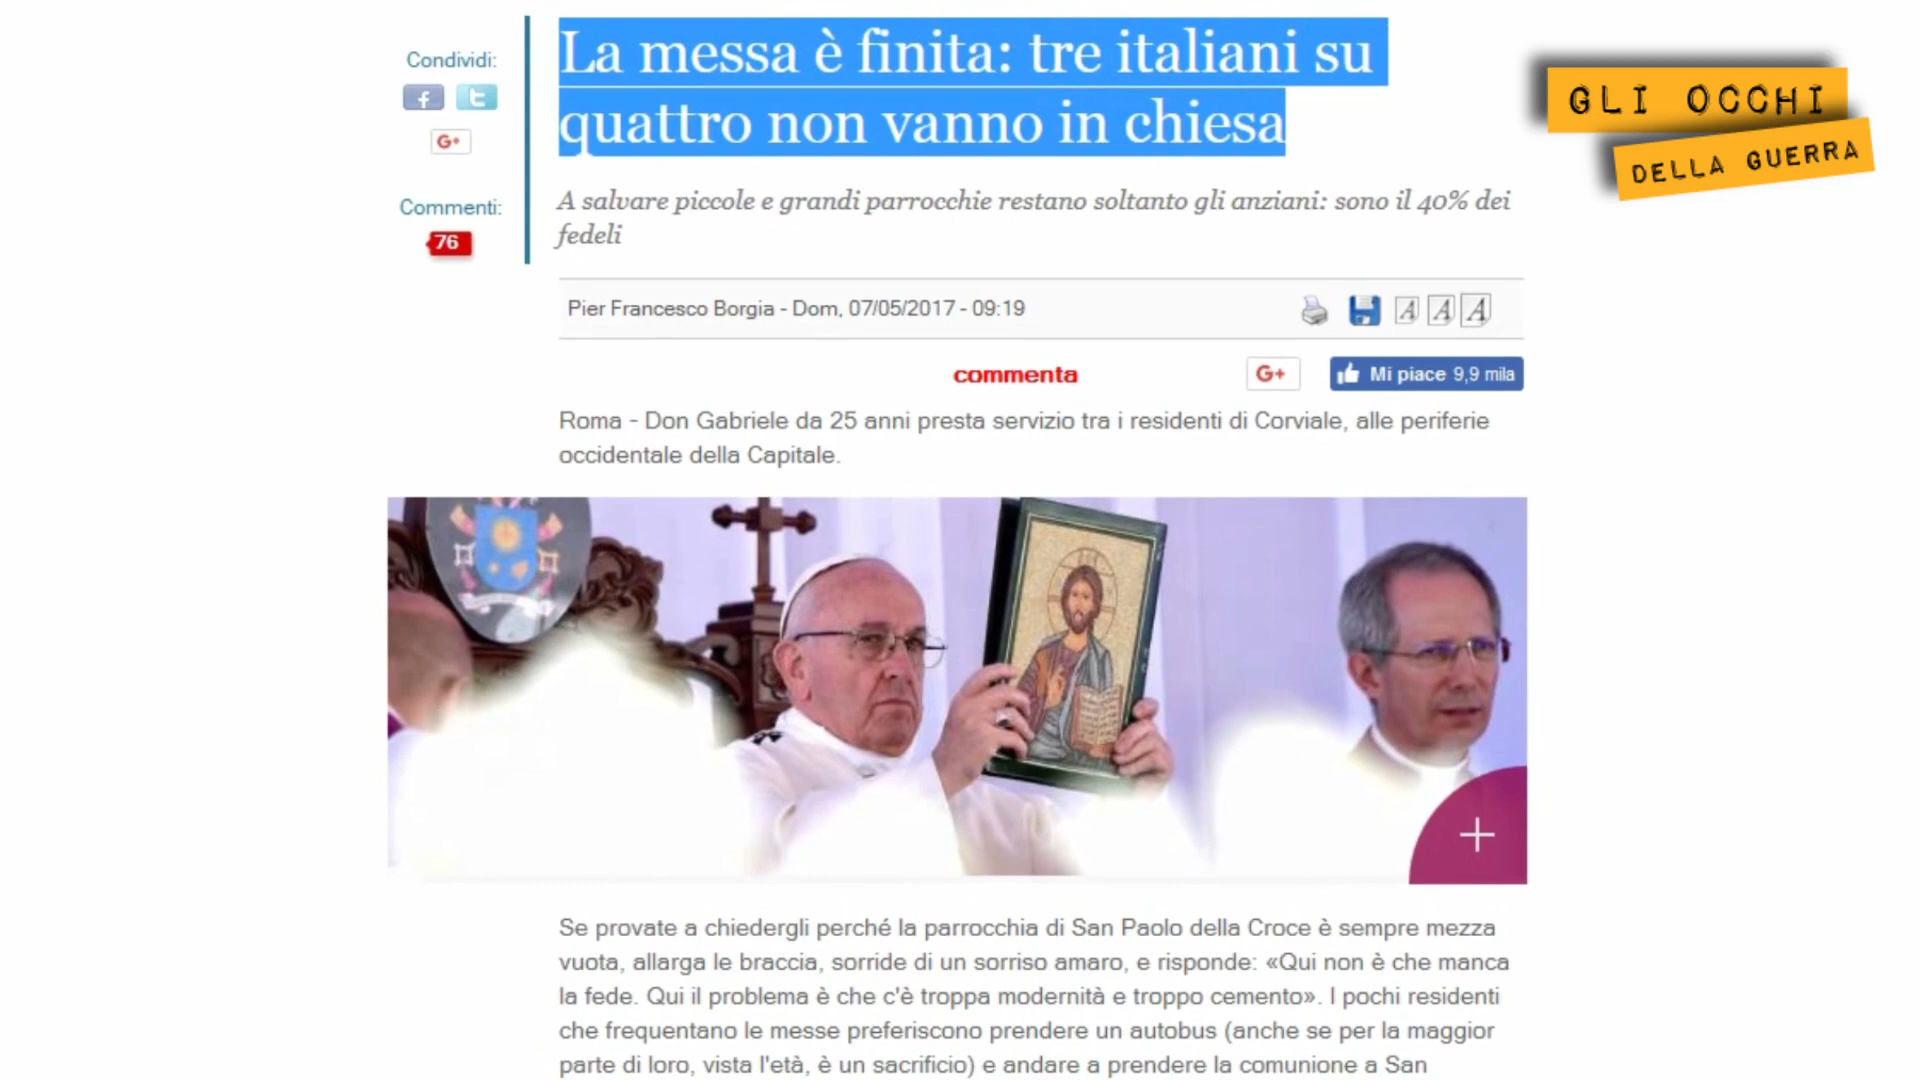 Condividi:
G+
Commenti:
76
La messa è finita: tre italiani su
quattro non vanno in chiesa
A salvare piccole e grandi parrocchie restano soltanto gli anziani: sono il 40% dei
fedeli
GLI OCCHI
DELLA GUERRA
Pier Francesco Borgia - Dom, 07/05/2017 - 09:19
A A A
commenta
G+
Mi piace 9,9 mila
Roma - Don Gabriele da 25 anni presta servizio tra i residenti di Corviale, alle periferie
occidentale della Capitale.
Se provate a chiedergli perché la parrocchia di San Paolo della Croce è sempre mezza
vuota, allarga le braccia, sorride di un sorriso amaro, e risponde: «Qui non è che manca
la fede. Qui il problema è che c'è troppa modernità e troppo cemento». I pochi residenti
che frequentano le messe preferiscono prendere un autobus (anche se per la maggior
parte di loro, vista l'età, è un sacrificio) e andare a prendere la comunione a San